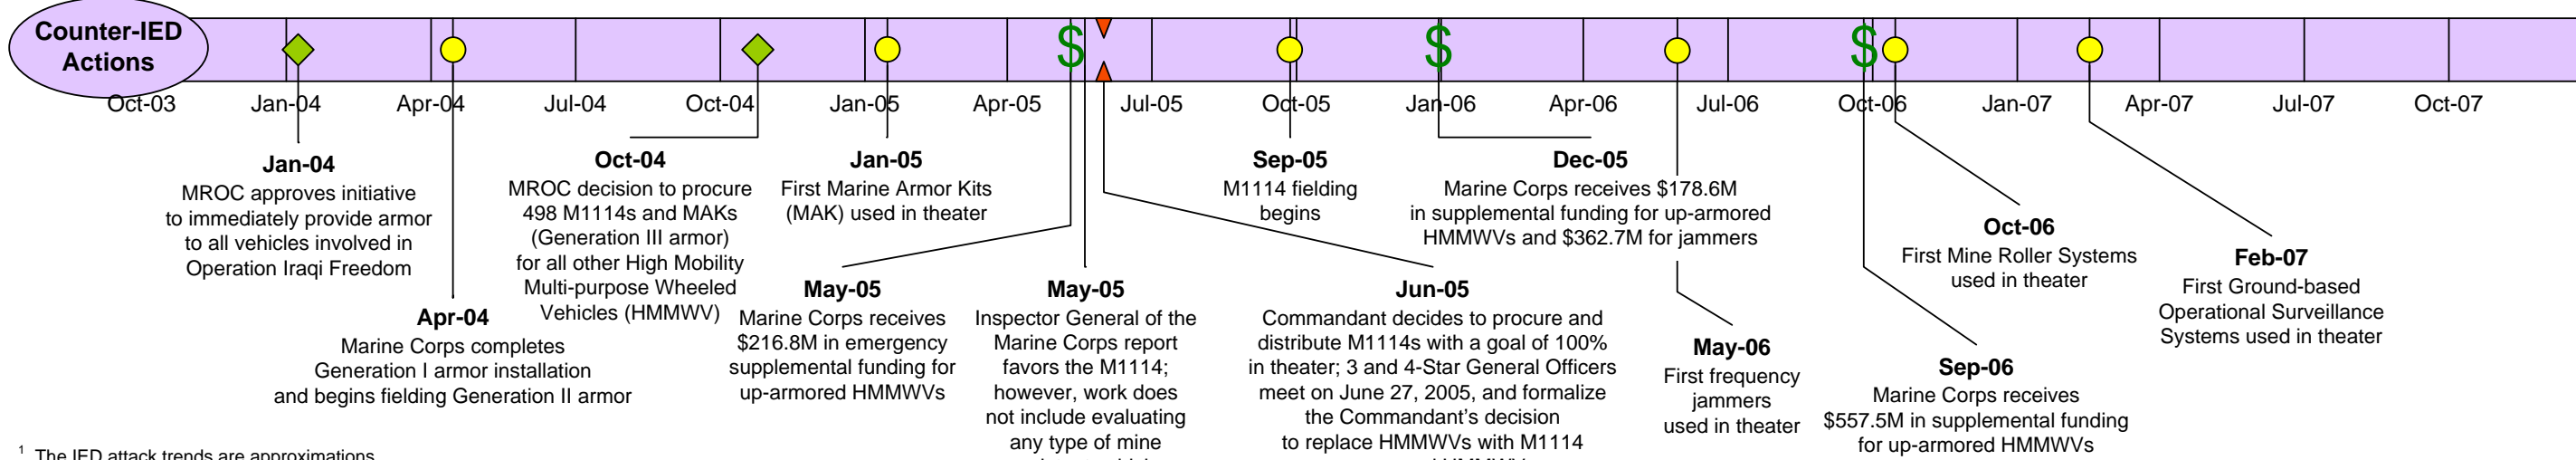 Counter-IED
Actions
$
$
$
Oct-03
Jan-04
Apr-04
Jul-04
Oct-04
Jan-05
Apr-05
Jul-05
Oct-05
Jan-06
Apr-06
Jul-06
Oct-06
Jan-07
Apr-07
Jul-07
Oct-07
Jan-04
MROC approves initiative
to immediately provide armor
to all vehicles involved in
Operation Iraqi Freedom
Apr-04
Marine Corps completes
Generation I armor installation
and begins fielding Generation II armor
Oct-04
MROC decision to procure
498 M1114s and MAKs
(Generation III armor)
for all other High Mobility
Multi-purpose Wheeled
Vehicles (HMMWV)
Jan-05
First Marine Armor Kits
(MAK) used in theater
May-05
Marine Corps receives
$216.8M in emergency
supplemental funding for
up-armored HMMWVs
May-05
Inspector General of the
Marine Corps report
favors the M1114;
however, work does
not include evaluating
any type of mine
Jun-05
Commandant decides to procure and
distribute M1114s with a goal of 100%
in theater; 3 and 4-Star General Officers
meet on June 27, 2005, and formalize
the Commandant's decision
to replace HMMWVs with M1114
Sep-05
M1114 fielding
begins
Dec-05
Marine Corps receives $178.6M
in supplemental funding for up-armored
HMMWVs and $362.7M for jammers
May-06
First frequency
jammers
used in theater
Sep-06
Marine Corps receives
$557.5M in supplemental funding
for up-armored HMMWVs
Oct-06
First Mine Roller Systems
used in theater
Feb-07
First Ground-based
Operational Surveillance
Systems used in theater
1 The IED attack trends are approximations